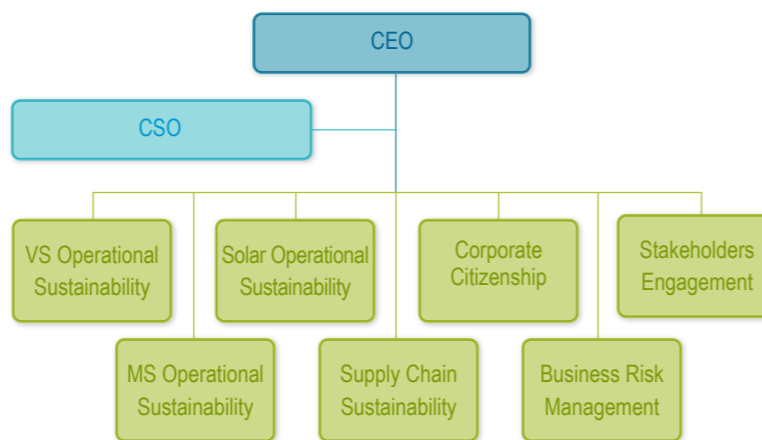 CEO
CSO
VS Operational
Sustainability
Solar Operational
Sustainability
Corporate
Citizenship
Stakeholders
Engagement
MS Operational
Sustainability
Supply Chain
Sustainability
Business Risk
Management